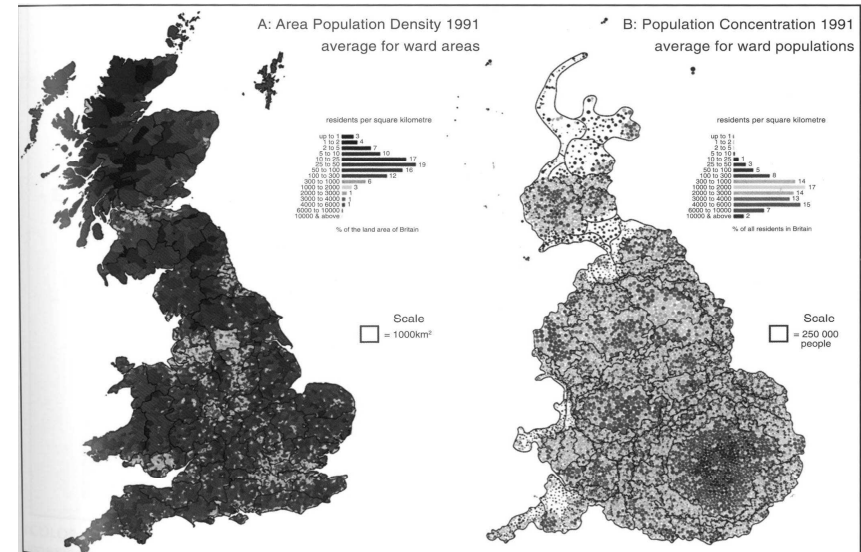 A: Area Population Density 1991
average for ward areas
residents per square kilometre
up to 1 3
1 to 2 4
2 to 5 7
5 to 10 10
10 to 25 17
25 to 50 19
50 to 100 16
100 to 300 12
300 to 1000 6
1000 to 2000 3
2000 to 3000 1
3000 to 4000 1
4000 to 6000 1
6000 to 10000
10000 & above
% of the land area of Britain
Scale
= 1000km²
B: Population Concentration 1991
average for ward populations
residents per square kilometre
up to 1
1 to 2
2 to 5
5 to 10
10 to 25 1
25 to 50 3
50 to 100 5
100 to 300 8
300 to 1000 14
1000 to 2000 17
2000 to 3000 14
3000 to 4000 13
4000 to 6000 15
6000 to 10000 7
10000 & above 2
% of all residents in Britain
Scale
= 250 000
people